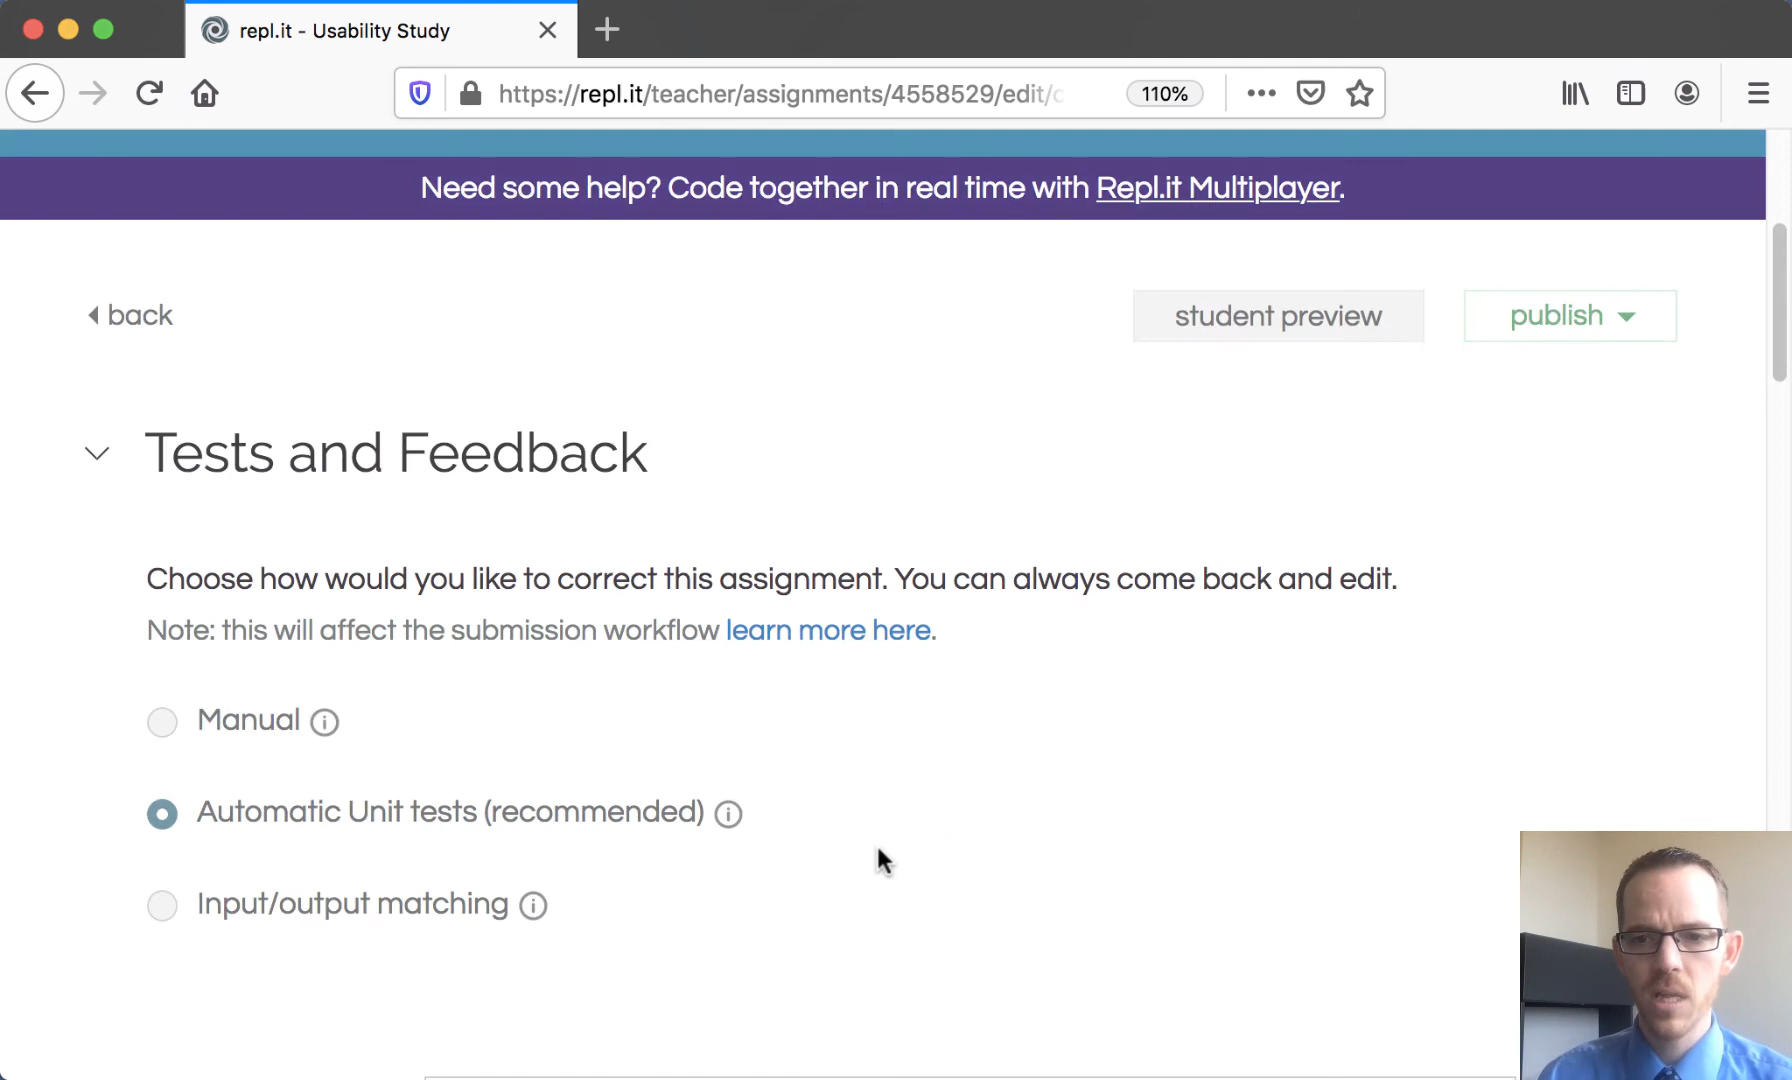 repl.it - Usability Study
https://repl.it/teacher/assignments/4558529/edit/
110%
Need some help? Code together in real time with Repl.it Multiplayer.
back
student preview
publish
Tests and Feedback
Choose how would you like to correct this assignment. You can always come back and edit.
Note: this will affect the submission workflow learn more here.
Manual
Automatic Unit tests (recommended)
Input/output matching